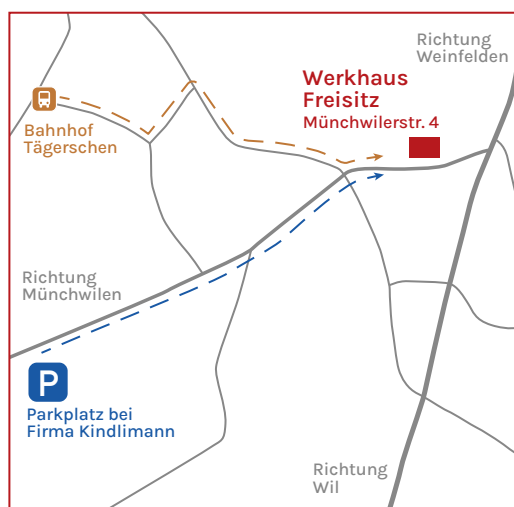 Richtung
Weinfelden
Werkhaus
Freisitz
Münchwilerstr. 4
Bahnhof
Tägerschen
Richtung
Münchwilen
P
Parkplatz bei
Firma Kindlimann
Richtung
Wil